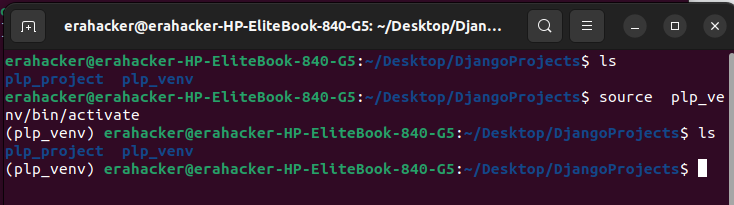 erahacker@erahacker-HP-EliteBook-840-G5: ~/Desktop/Djan...
erahacker@erahacker-HP-EliteBook-840-G5:~/Desktop/DjangoProjects$ ls
plp_project  plp_venv
erahacker@erahacker-HP-EliteBook-840-G5:~/Desktop/DjangoProjects$ source  plp_ve
nv/bin/activate
(plp_venv) erahacker@erahacker-HP-EliteBook-840-G5:~/Desktop/DjangoProjects$ ls
plp_project  plp_venv
(plp_venv) erahacker@erahacker-HP-EliteBook-840-G5:~/Desktop/DjangoProjects$